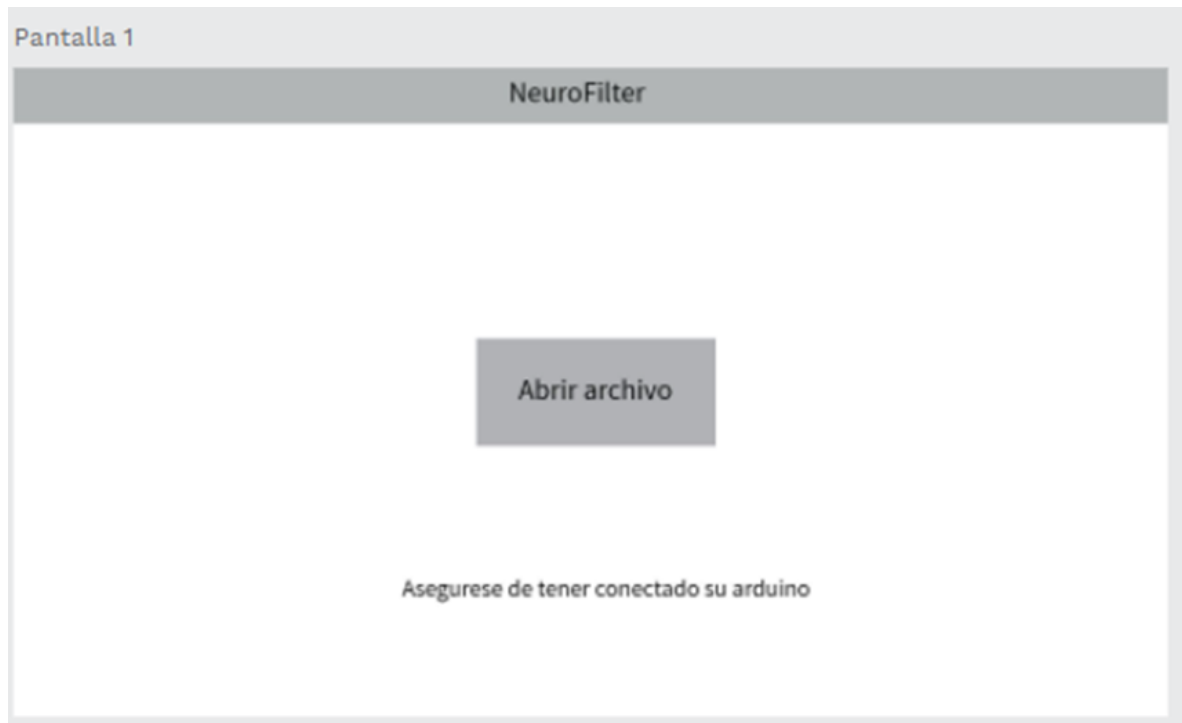 Pantalla 1
NeuroFilter
Abrir archivo
Asegurese de tener conectado su arduino